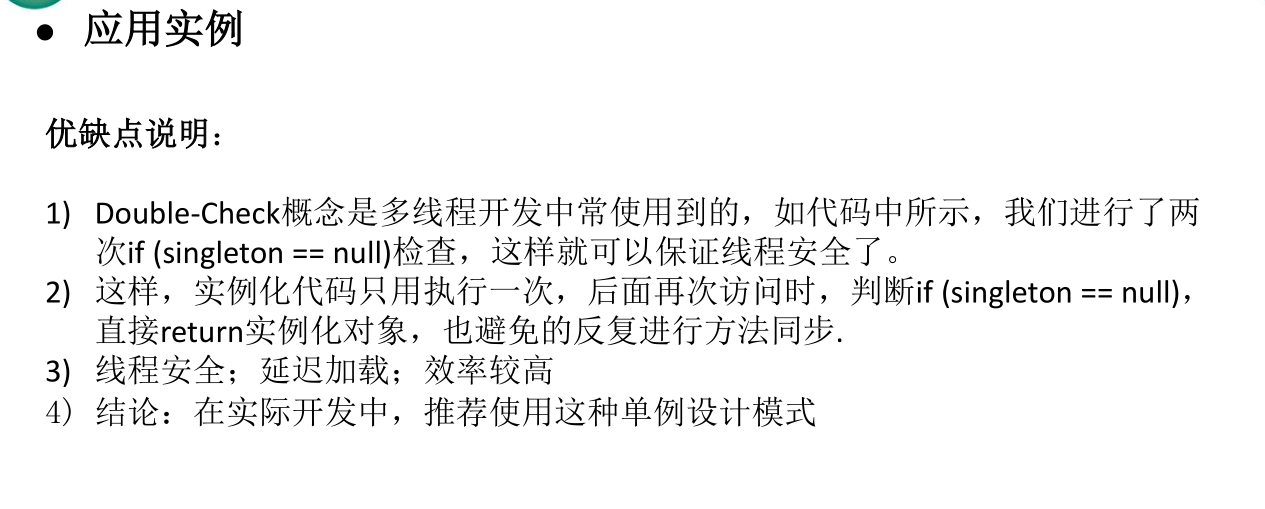 • 应用实例
优缺点说明：
1) Double-Check概念是多线程开发中常使用到的，如代码中所示，我们进行了两
次if (singleton == null)检查，这样就可以保证线程安全了。
2) 这样，实例化代码只用执行一次，后面再次访问时，判断if (singleton == null)，
直接return实例化对象，也避免的反复进行方法同步.
3) 线程安全；延迟加载；效率较高
4) 结论：在实际开发中，推荐使用这种单例设计模式